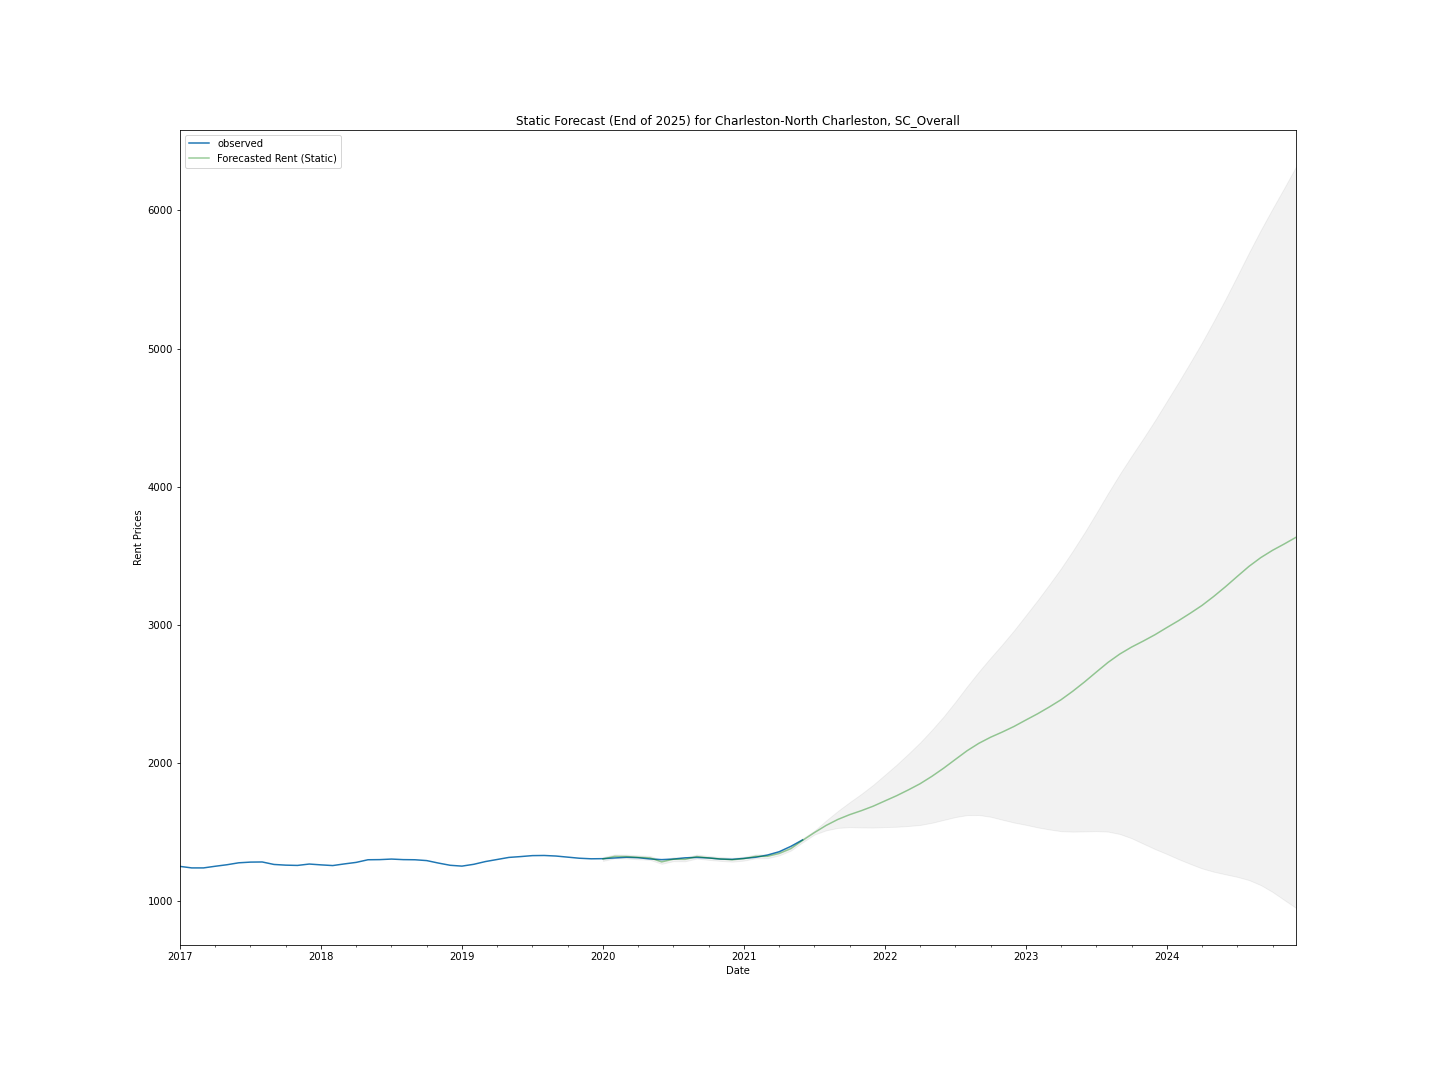 Static Forecast (End of 2025) for Charleston-North Charleston, SC_Overall
observed
Forecasted Rent (Static)
6000
5000
4000
3000
2000
1000
Rent Prices
2017
2018
2019
2020
2021
2022
2023
2024
Date